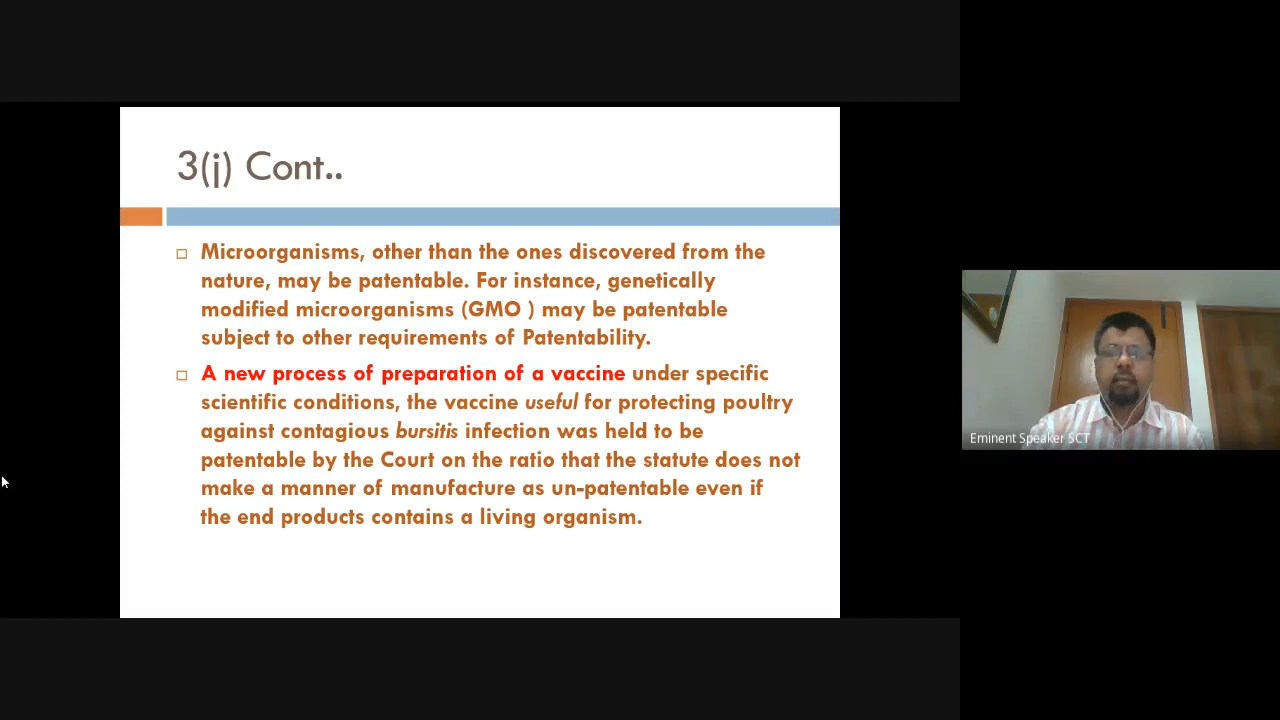 3(j) Cont..
Microorganisms, other than the ones discovered from the
nature, may be patentable. For instance, genetically
modified microorganisms (GMO ) may be patentable
subject to other requirements of Patentability.
A new process of preparation of a vaccine under specific
scientific conditions, the vaccine useful for protecting poultry
against contagious bursitis infection was held to be
patentable by the Court on the ratio that the statute does not
make a manner of manufacture as un-patentable even if
the end products contains a living organism.
Eminent Speaker SCT